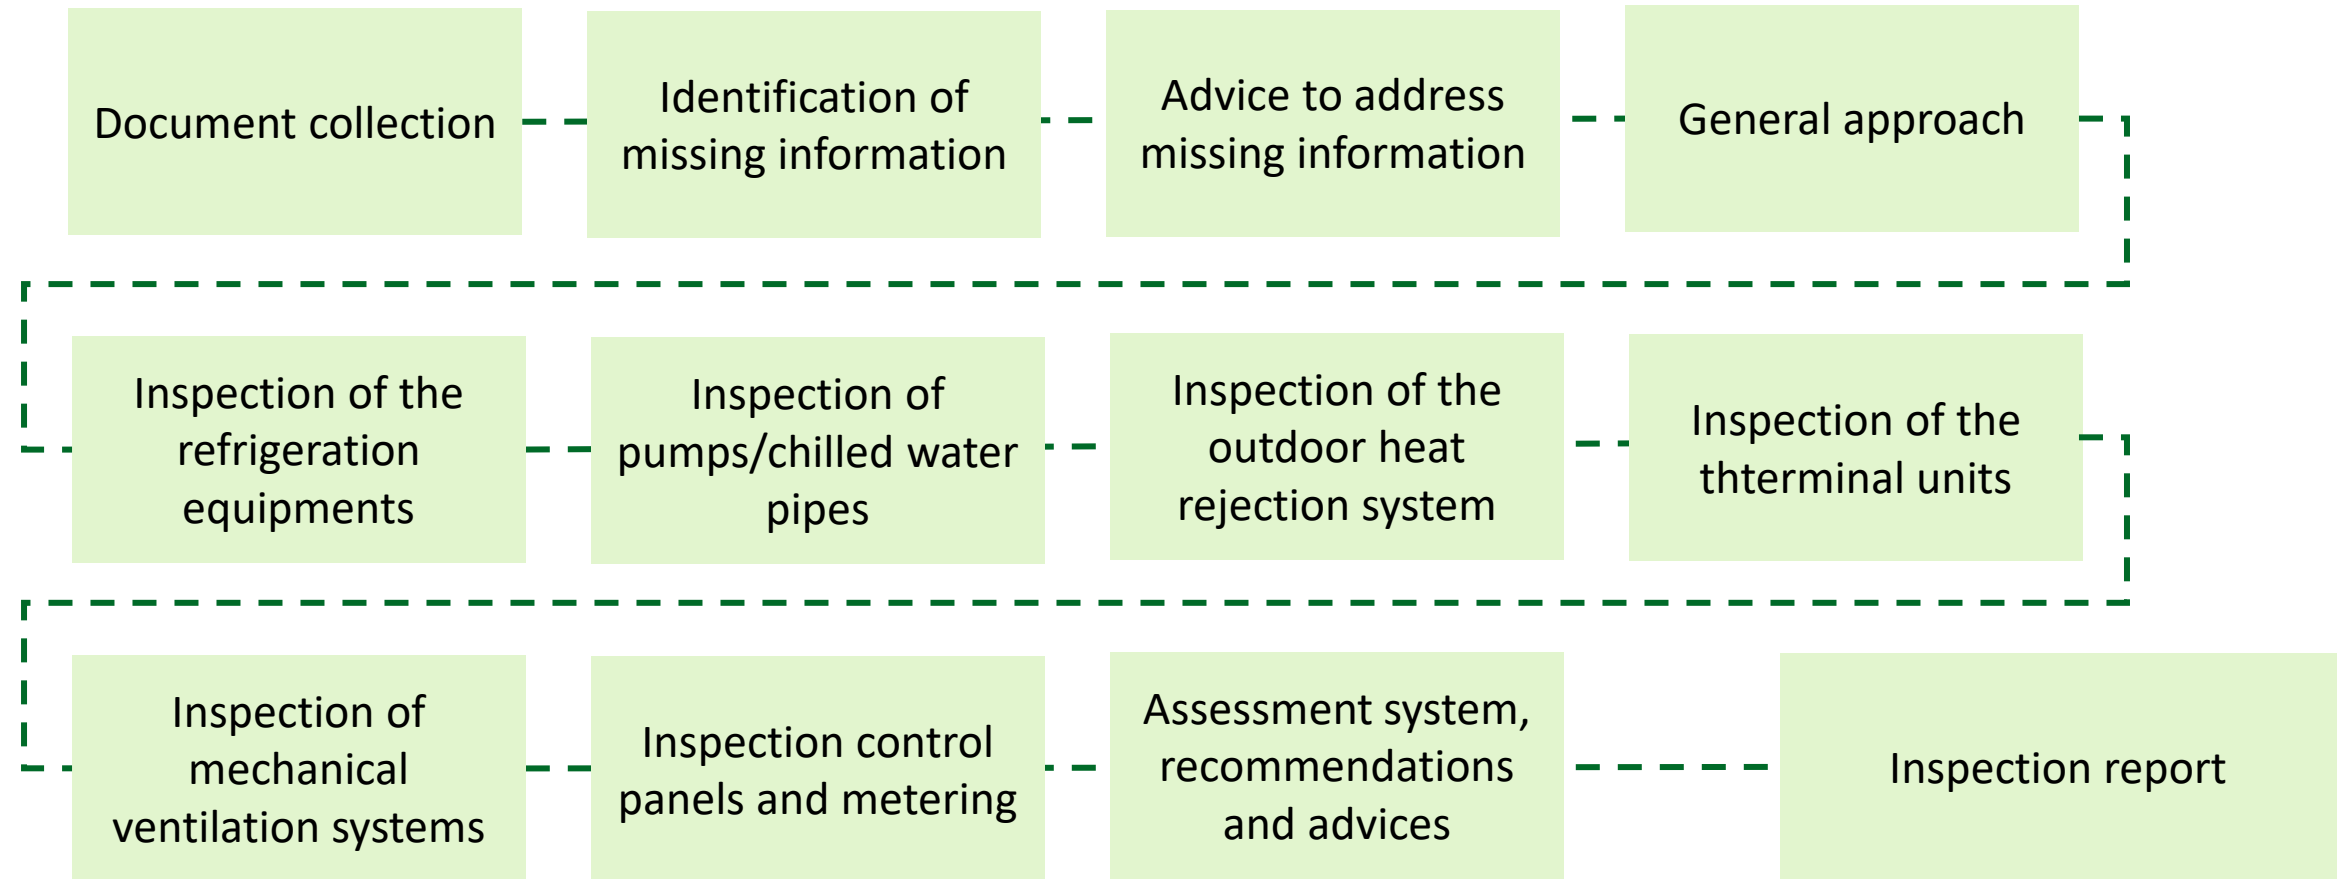 Document collection
Identification of
missing information
Advice to address
missing information
General approach
Inspection of the
refrigeration
equipments
Inspection of
pumps/chilled water
pipes
Inspection of the
outdoor heat
rejection system
Inspection of the
thterminal units
Inspection of
mechanical
ventilation systems
Inspection control
panels and metering
Assessment system,
recommendations
and advices
Inspection report